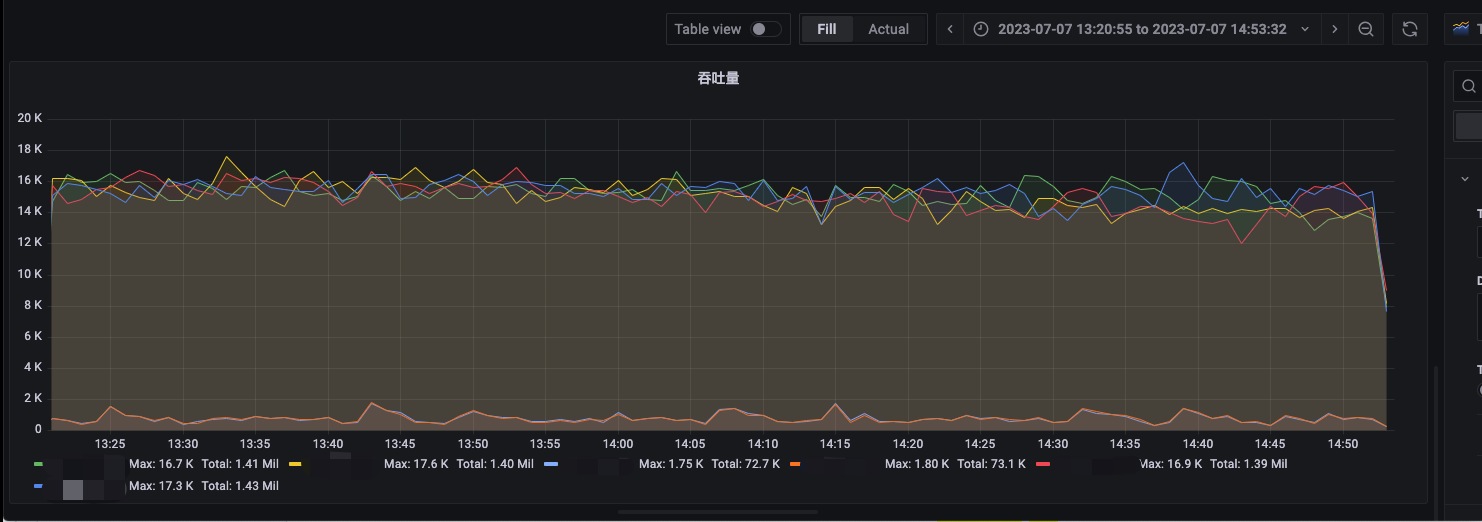 Table view Fill Actual 2023-07-07 13:20:55 to 2023-07-07 14:53:32
吞吐量
20 K
18 K
16 K
14 K
12 K
10 K
8 K
6 K
4 K
2 K
0
13:25 13:30 13:35 13:40 13:45 13:50 13:55 14:00 14:05 14:10 14:15 14:20 14:25 14:30 14:35 14:40 14:45 14:50
Max: 16.7 K Total: 1.41 Mil Max: 17.6 K Total: 1.40 Mil Max: 1.75 K Total: 72.7 K Max: 1.80 K Total: 73.1 K Max: 16.9 K Total: 1.39 Mil
Max: 17.3 K Total: 1.43 Mil